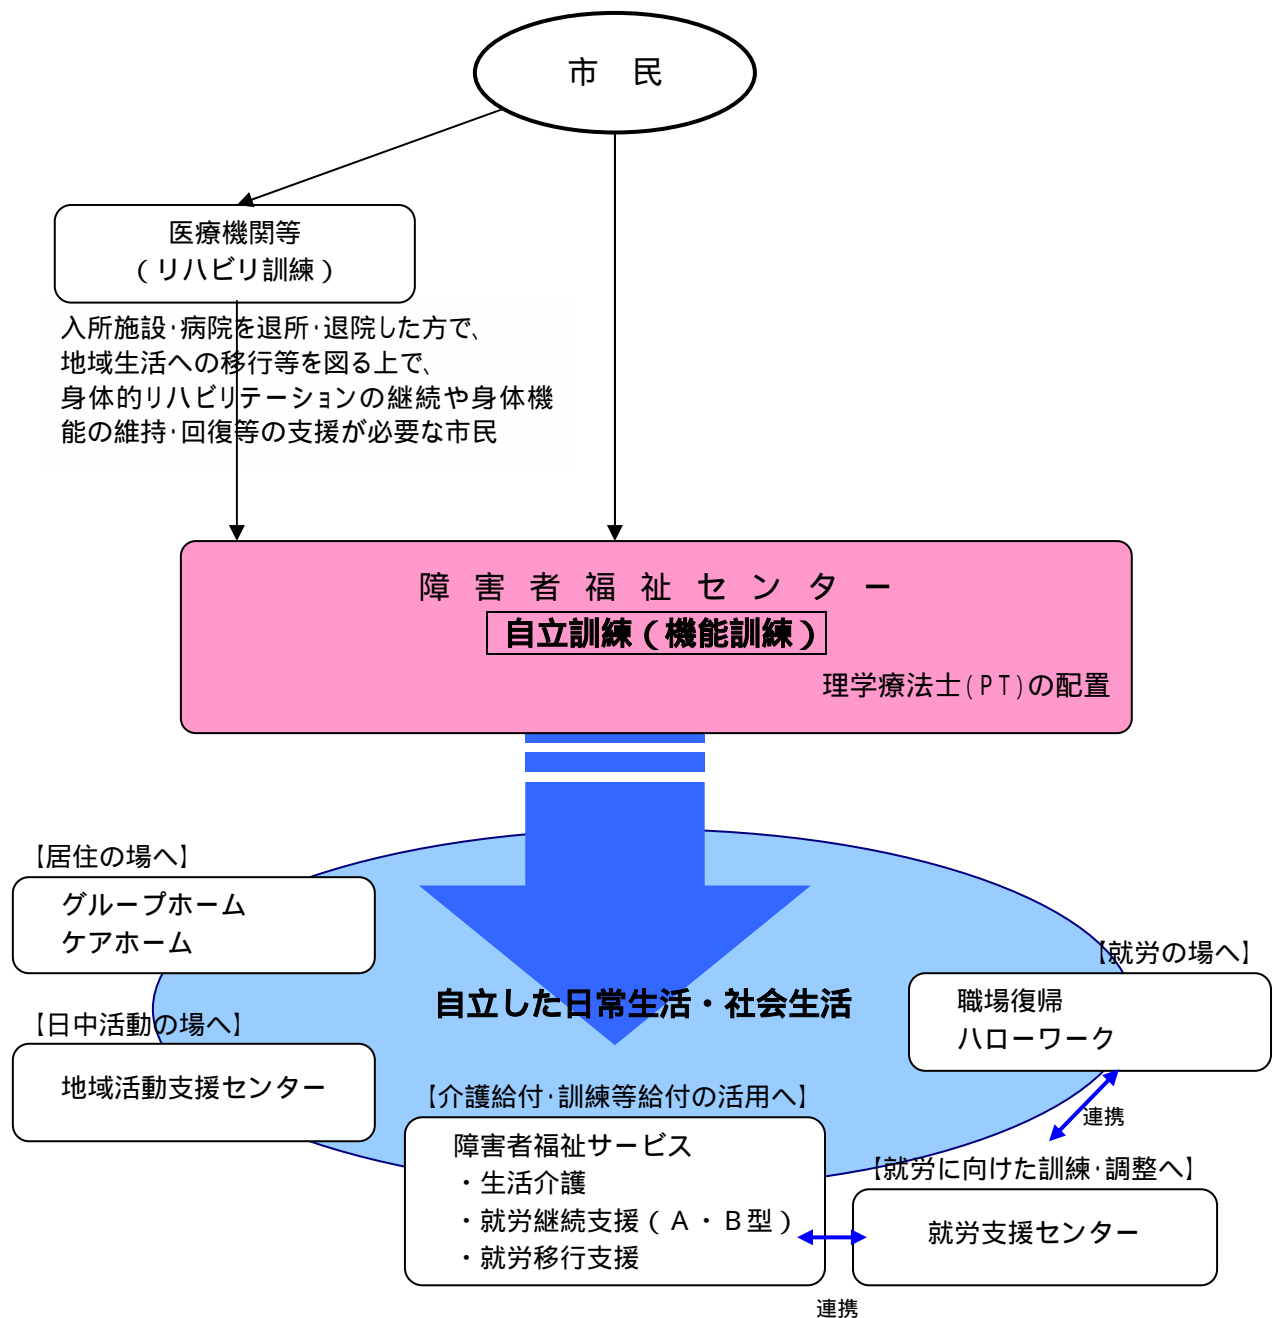 市　民
医療機関等
（リハビリ訓練）
入所施設･病院を退所･退院した方で、
地域生活への移行等を図る上で、
身体的リハビリテーションの継続や身体機
能の維持･回復等の支援が必要な市民
障害者福祉センター
自立訓練（機能訓練）
理学療法士(PT)の配置
【居住の場へ】
グループホーム
ケアホーム
【就労の場へ】
職場復帰
ハローワーク
自立した日常生活・社会生活
【日中活動の場へ】
地域活動支援センター
【介護給付･訓練等給付の活用へ】
障害者福祉サービス
・生活介護
・就労継続支援（Ａ・Ｂ型）
・就労移行支援
連携
【就労に向けた訓練･調整へ】
就労支援センター
連携